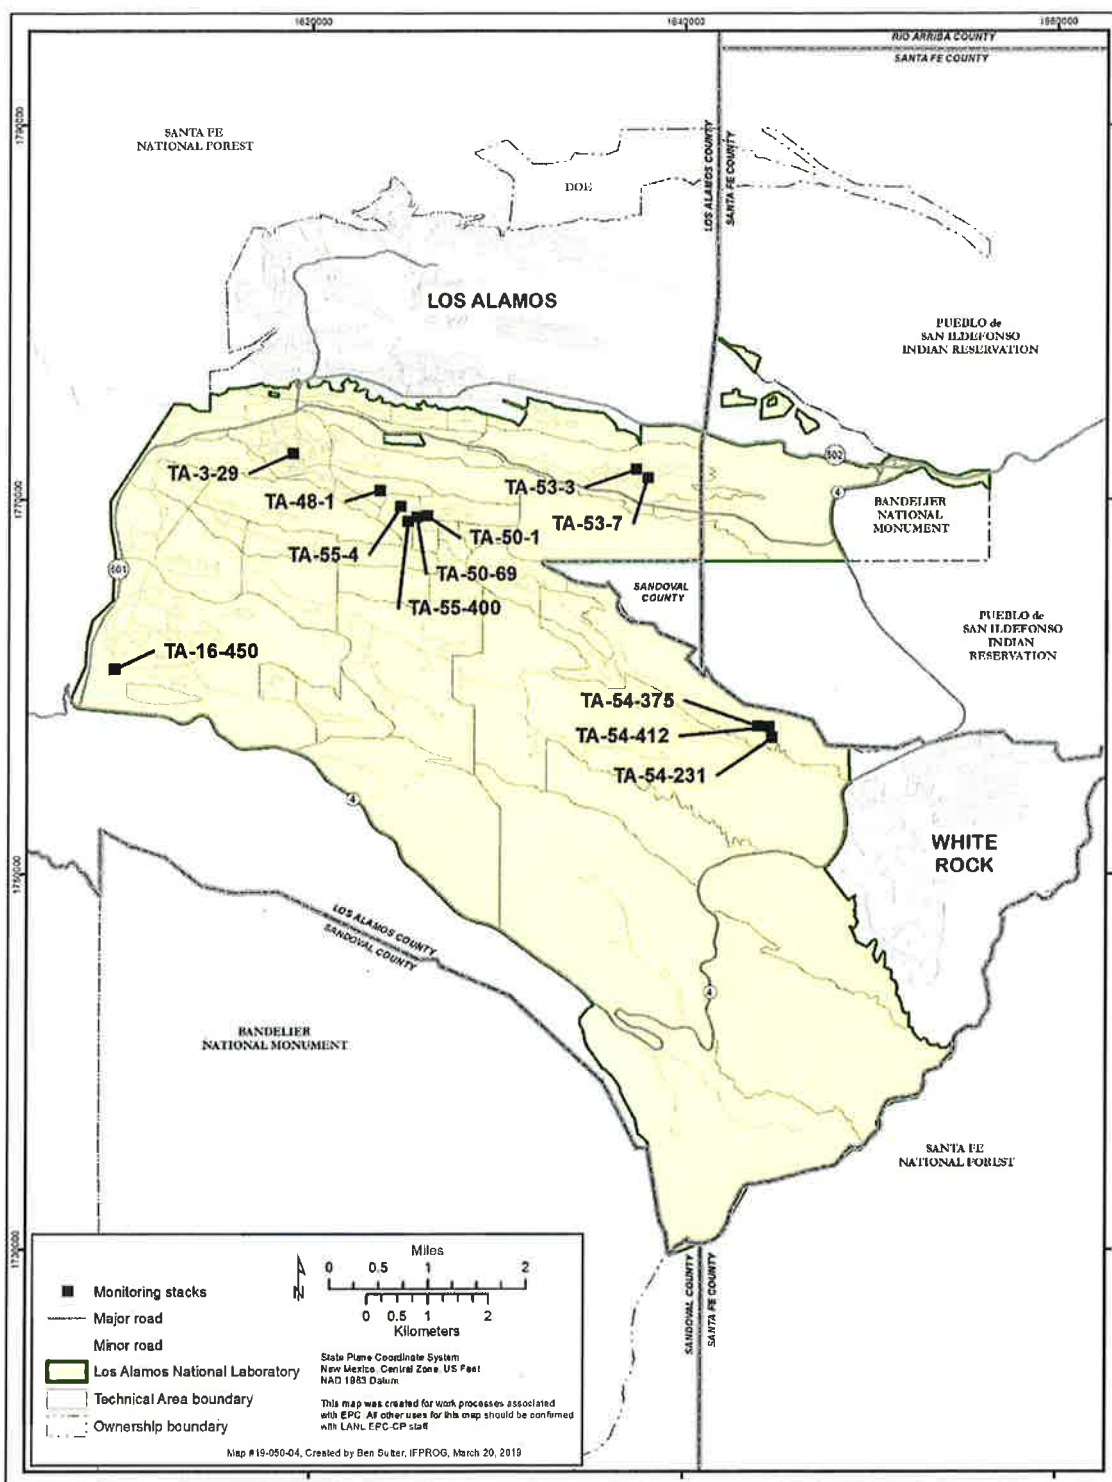 1620000
1640000
1660000
RIO ARRIBA COUNTY
SANTA FE COUNTY
1790000
SANTA FE
NATIONAL FOREST
LOS ALAMOS COUNTY
SANTA FE COUNTY
DOE
LOS ALAMOS
PUEBLO de
SAN ILDEFONSO
INDIAN RESERVATION
TA-3-29
502
TA-53-3
TA-48-1
4
1770000
BANDELIER
NATIONAL
MONUMENT
TA-53-7
TA-50-1
TA-55-4
TA-50-69
501
SANDOVAL
COUNTY
TA-55-400
PUEBLO de
SAN ILDEFONSO
INDIAN
RESERVATION
TA-16-450
TA-54-375
TA-54-412
TA-54-231
4
WHITE
ROCK
1750000
LOS ALAMOS COUNTY
SANDOVAL COUNTY
4
BANDELIER
NATIONAL MONUMENT
SANTA FE
NATIONAL FOREST
1730000
SANDOVAL COUNTY
SANTA FE COUNTY
Miles
0 0.5 1 2
N
0 0.5 1 2
Kilometers
Monitoring stacks
Major road
Minor road
Los Alamos National Laboratory
Technical Area boundary
Ownership boundary
State Plane Coordinate System
New Mexico, Central Zone, US Feet
NAD 1983 Datum
This map was created for work processes associated
with EPC. All other uses for this map should be confirmed
with LANL EPC-CP staff
Map #19-050-04, Created by Ben Sutter, IFPROG, March 20, 2019